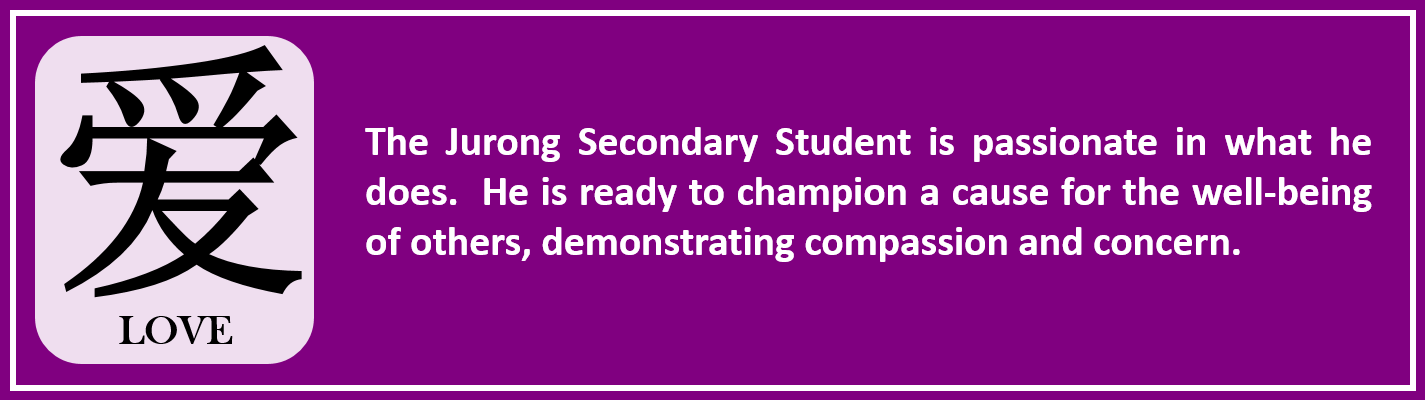 爱
LOVE
The Jurong Secondary Student is passionate in what he
does.  He is ready to champion a cause for the well-being
of others, demonstrating compassion and concern.